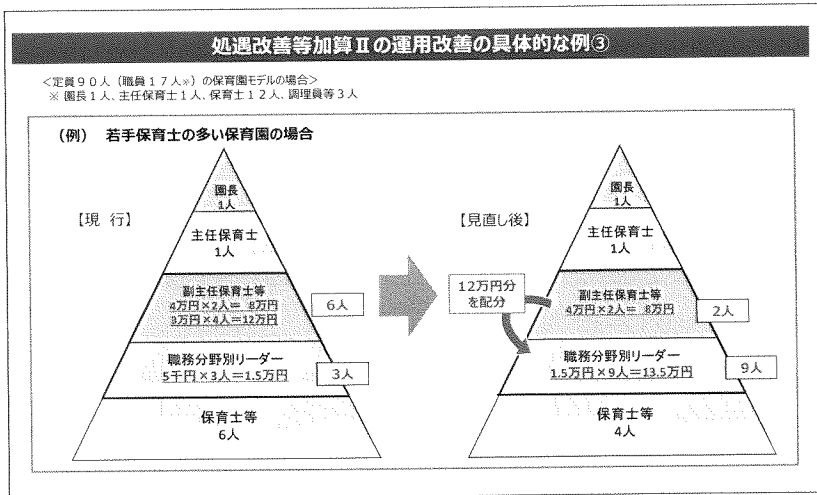 処遇改善等加算Ⅱの運用改善の具体的な例③
<定員90人(職員17人※)の保育園モデルの場合>
※ 園長1人、主任保育士1人、保育士12人、調理員等3人
(例) 若手保育士の多い保育園の場合
【現 行】
園長
1人
主任保育士
1人
副主任保育士等
4万円×2人= 8万円
3万円×4人=12万円
6人
職務分野別リーダー
5千円×3人=1.5万円
3人
保育士等
6人
【見直し後】
12万円分
を配分
園長
1人
主任保育士
1人
副主任保育士等
4万円×2人= 8万円
2人
職務分野別リーダー
1.5万円×9人=13.5万円
9人
保育士等
4人